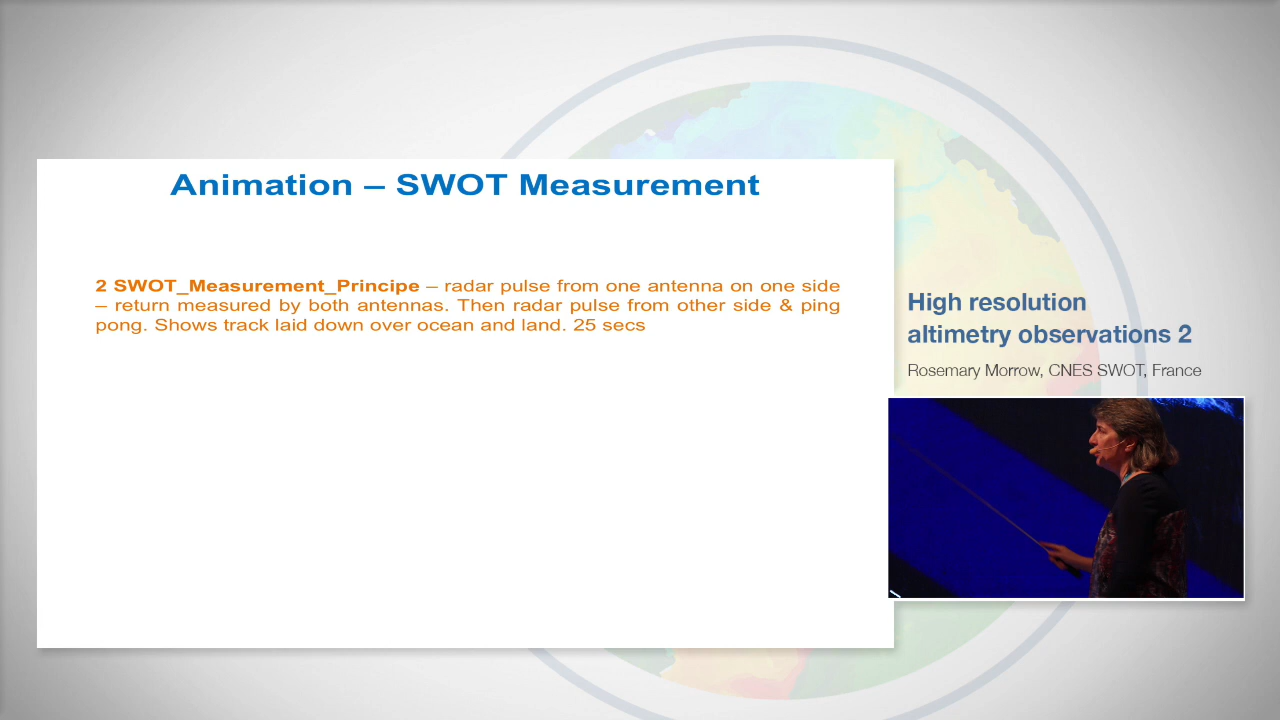 Animation – SWOT Measurement
2 SWOT_Measurement_Principe – radar pulse from one antenna on one side
– return measured by both antennas. Then radar pulse from other side & ping
pong. Shows track laid down over ocean and land. 25 secs
High resolution
altimetry observations 2
Rosemary Morrow, CNES SWOT, France